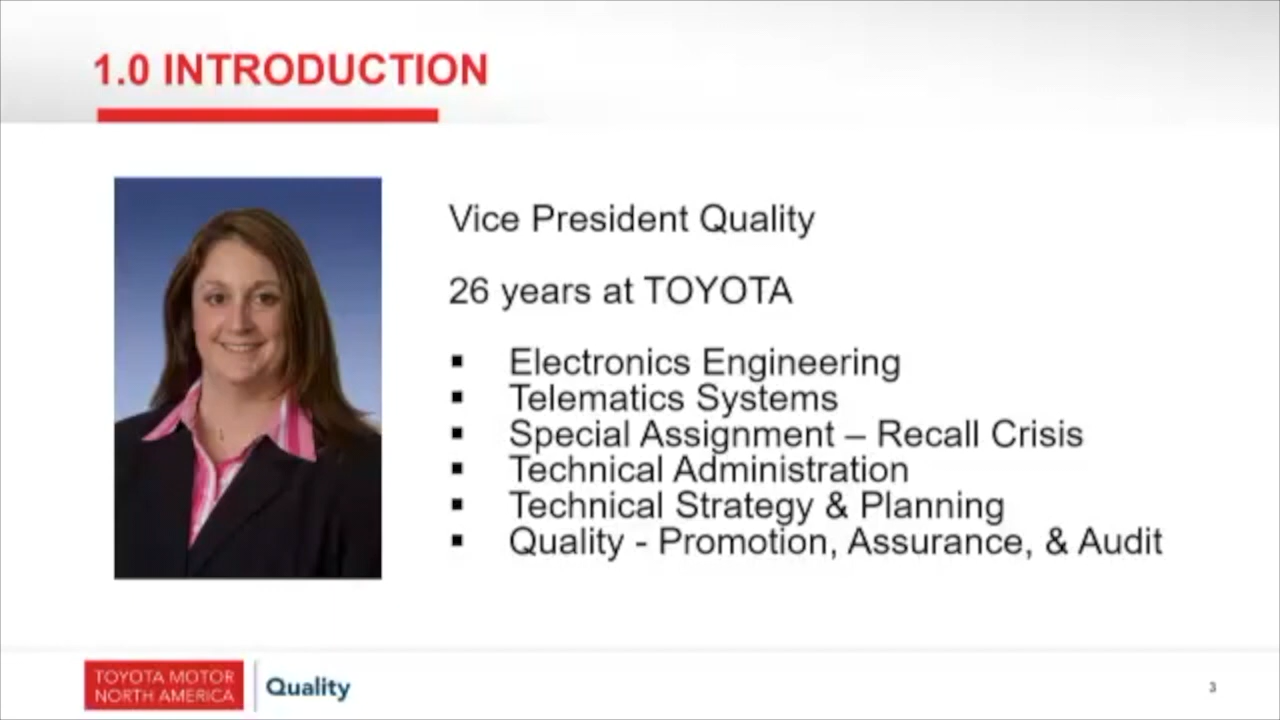 1.0 INTRODUCTION
Vice President Quality
26 years at TOYOTA
▪ Electronics Engineering
▪ Telematics Systems
▪ Special Assignment – Recall Crisis
▪ Technical Administration
▪ Technical Strategy & Planning
▪ Quality - Promotion, Assurance, & Audit
TOYOTA MOTOR
NORTH AMERICA
Quality
3